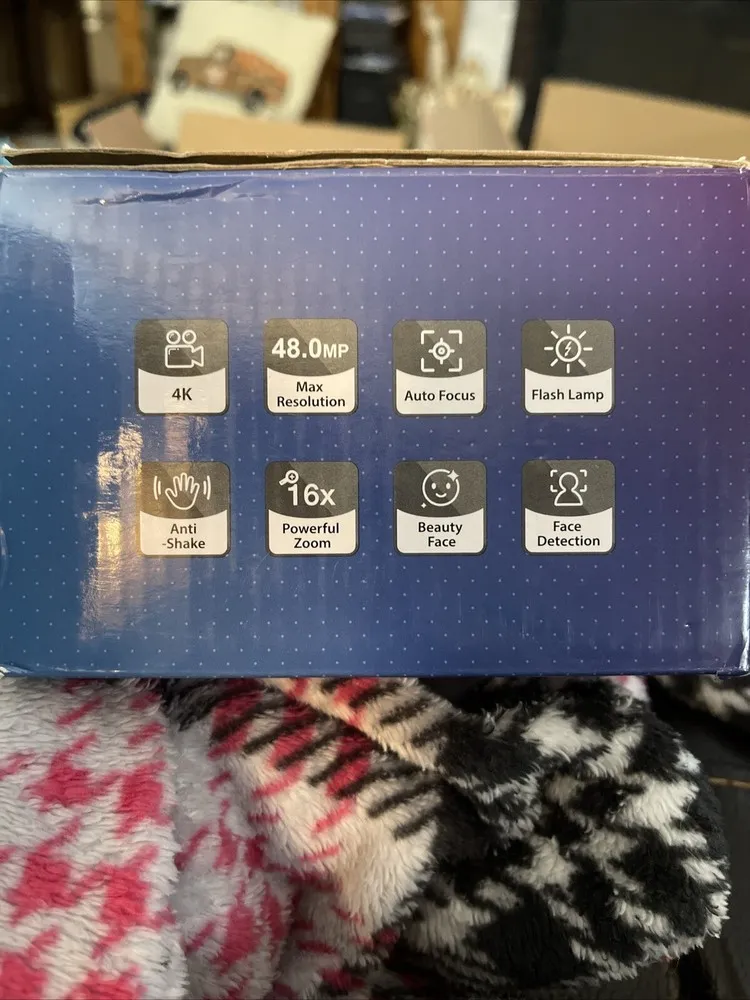 4K
48.0MP
Max
Resolution
Auto Focus
Flash Lamp
Anti
-Shake
16x
Powerful
Zoom
Beauty
Face
Face
Detection